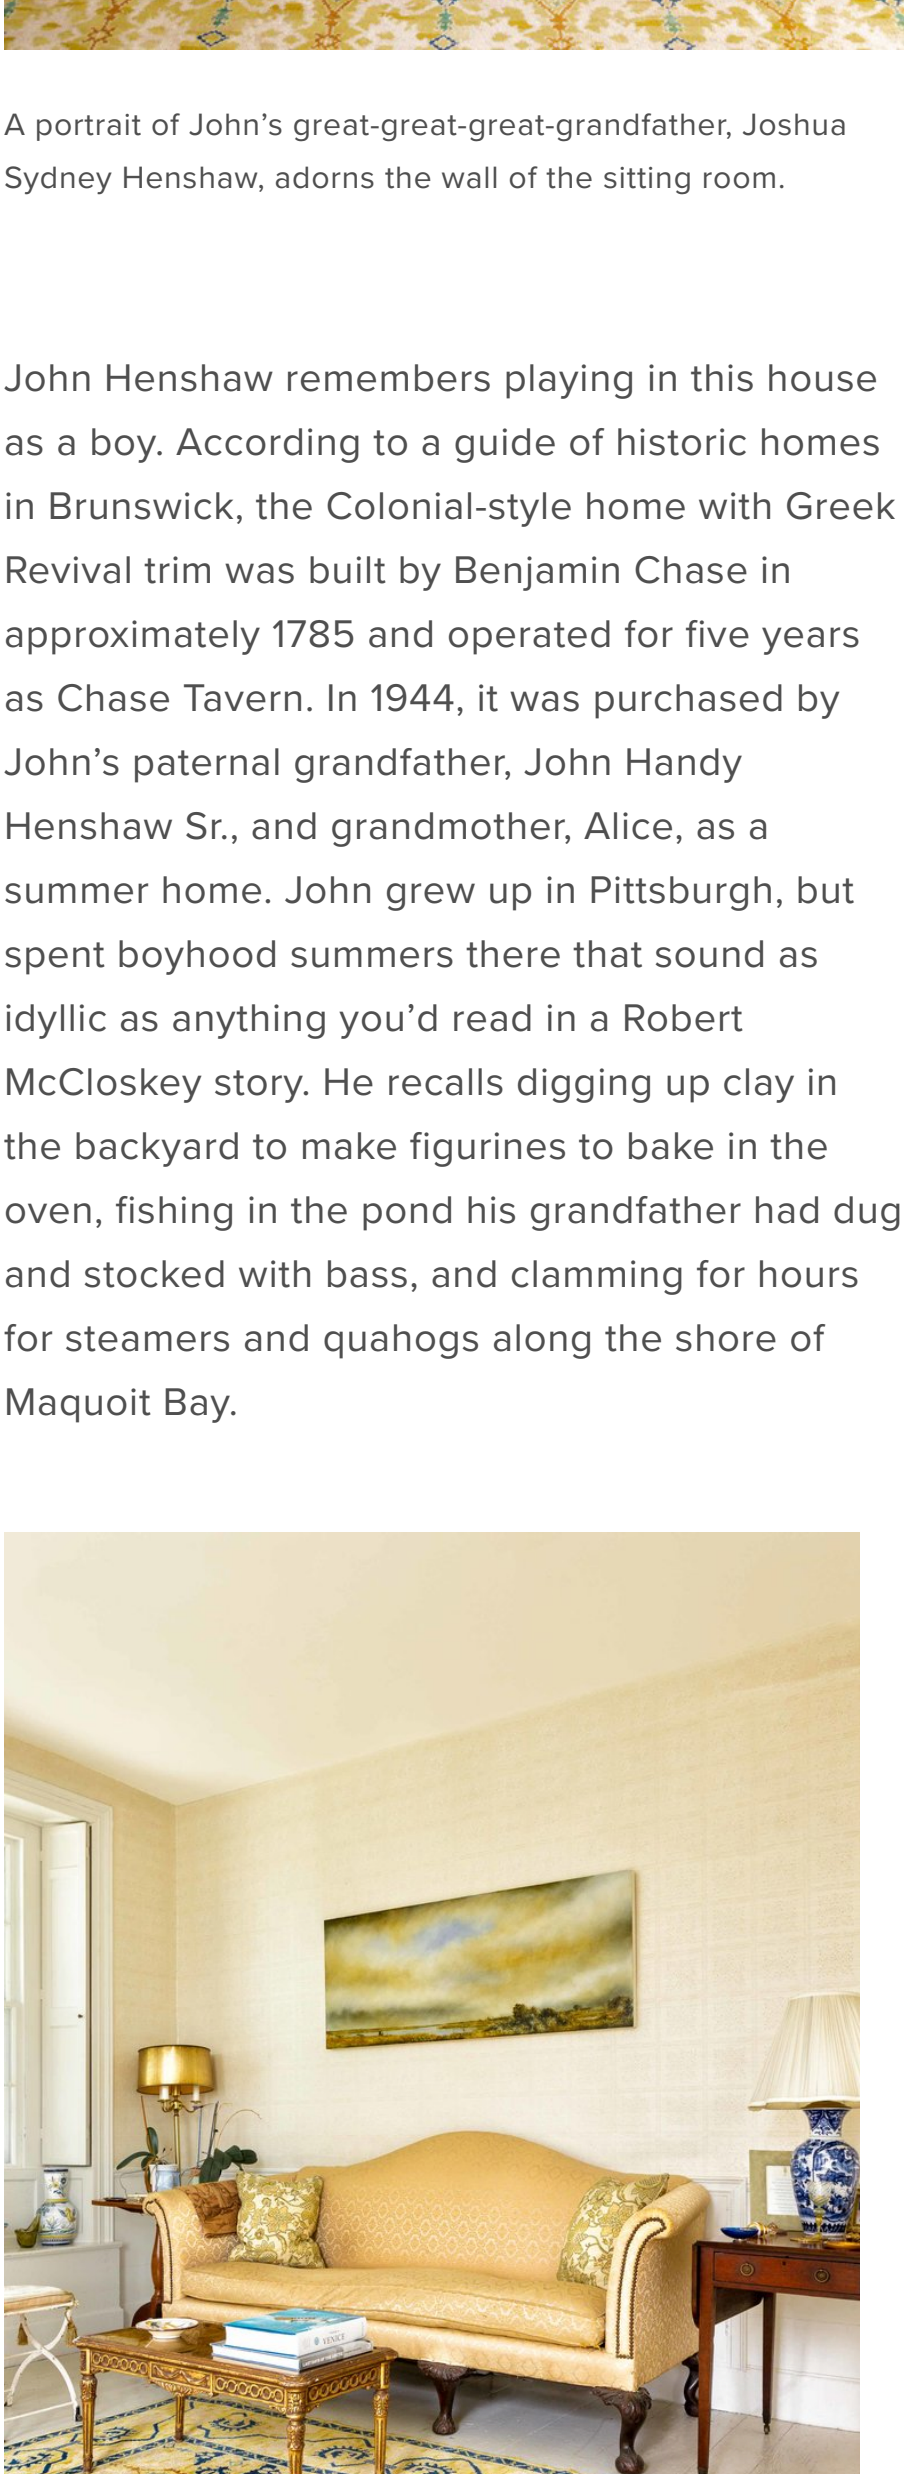 A portrait of John’s great-great-great-grandfather, Joshua
Sydney Henshaw, adorns the wall of the sitting room.
John Henshaw remembers playing in this house
as a boy. According to a guide of historic homes
in Brunswick, the Colonial-style home with Greek
Revival trim was built by Benjamin Chase in
approximately 1785 and operated for five years
as Chase Tavern. In 1944, it was purchased by
John’s paternal grandfather, John Handy
Henshaw Sr., and grandmother, Alice, as a
summer home. John grew up in Pittsburgh, but
spent boyhood summers there that sound as
idyllic as anything you’d read in a Robert
McCloskey story. He recalls digging up clay in
the backyard to make figurines to bake in the
oven, fishing in the pond his grandfather had dug
and stocked with bass, and clamming for hours
for steamers and quahogs along the shore of
Maquoit Bay.
VENICE